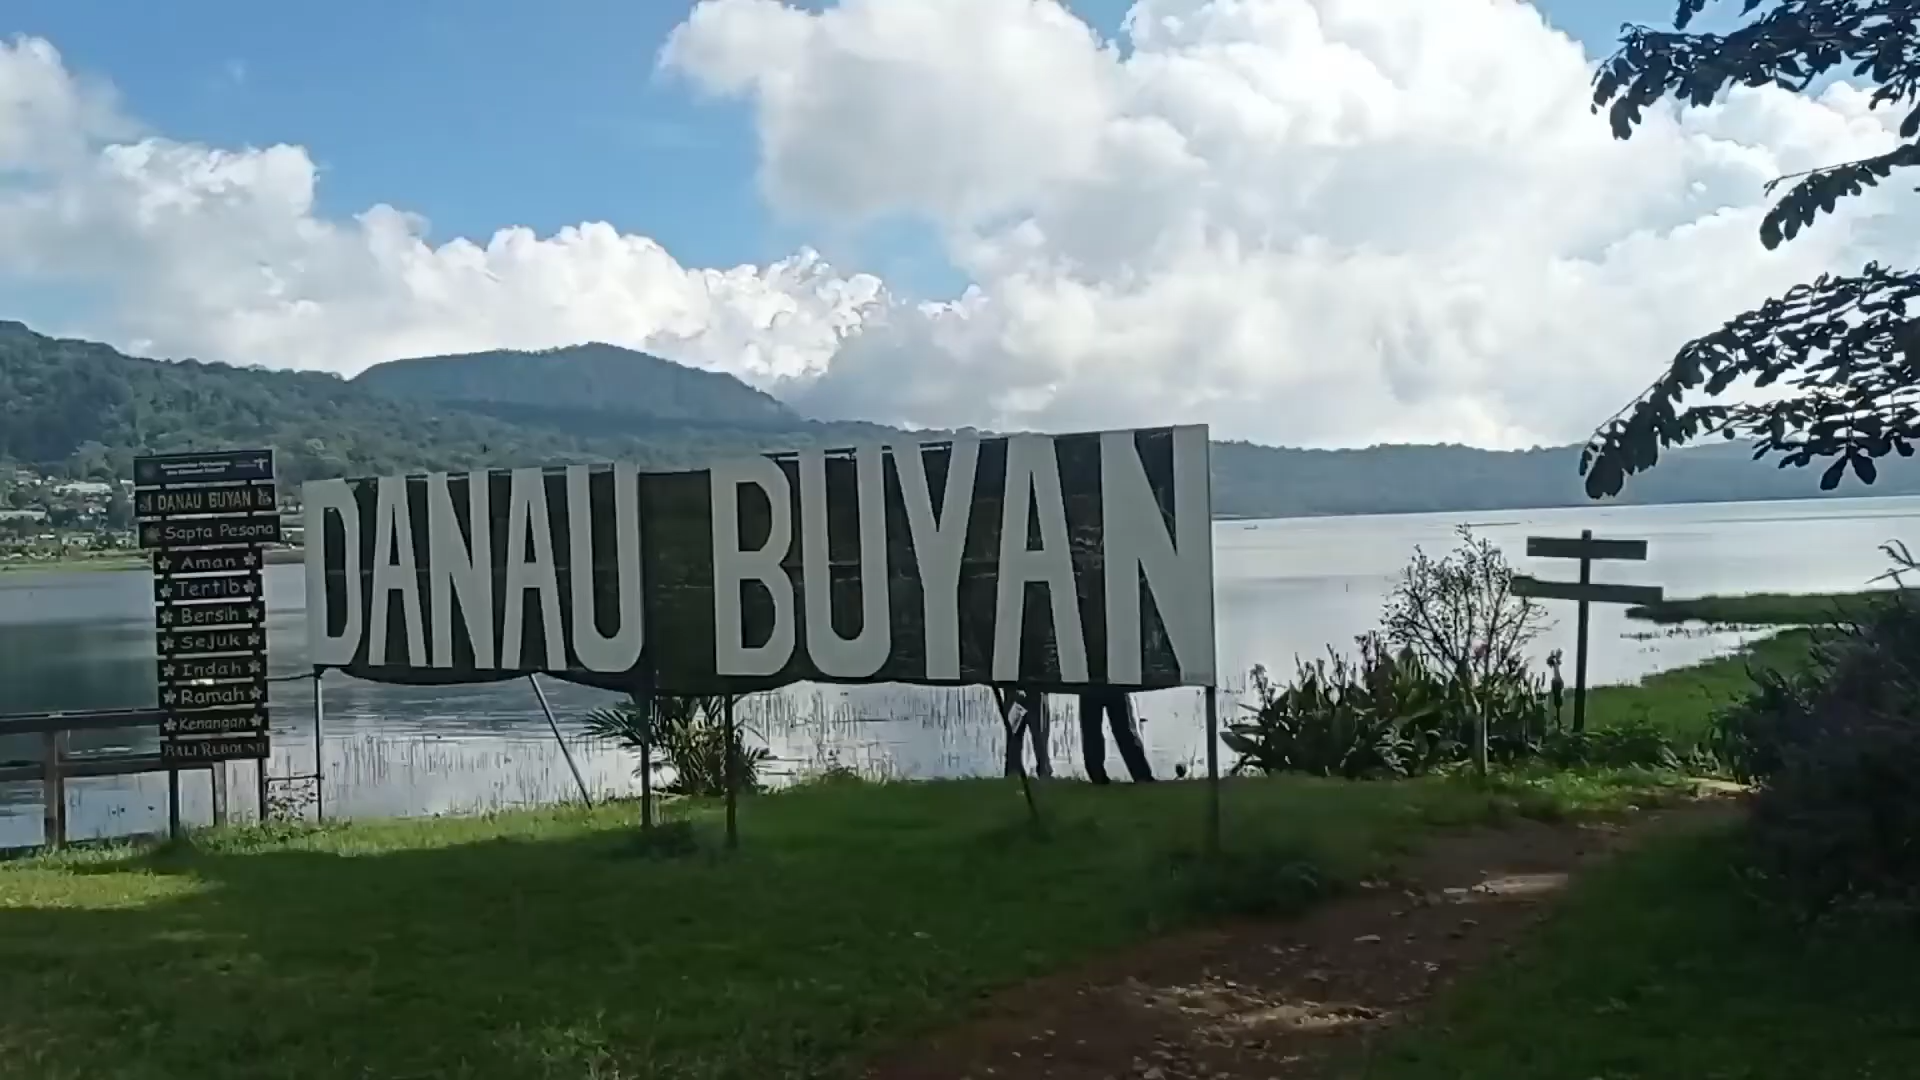 DANAU BUYAN
Sapta Pesona
Aman
Tertib
Bersih
Sejuk
Indah
Ramah
Kenangan
BALI REBOUND
DANAU BUYAN